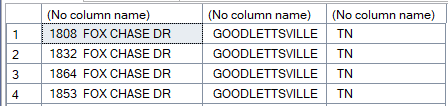 (No column name) (No column name) (No column name)
1 1808  FOX CHASE DR GOODLETTSVILLE TN
2 1832  FOX CHASE DR GOODLETTSVILLE TN
3 1864  FOX CHASE DR GOODLETTSVILLE TN
4 1853  FOX CHASE DR GOODLETTSVILLE TN